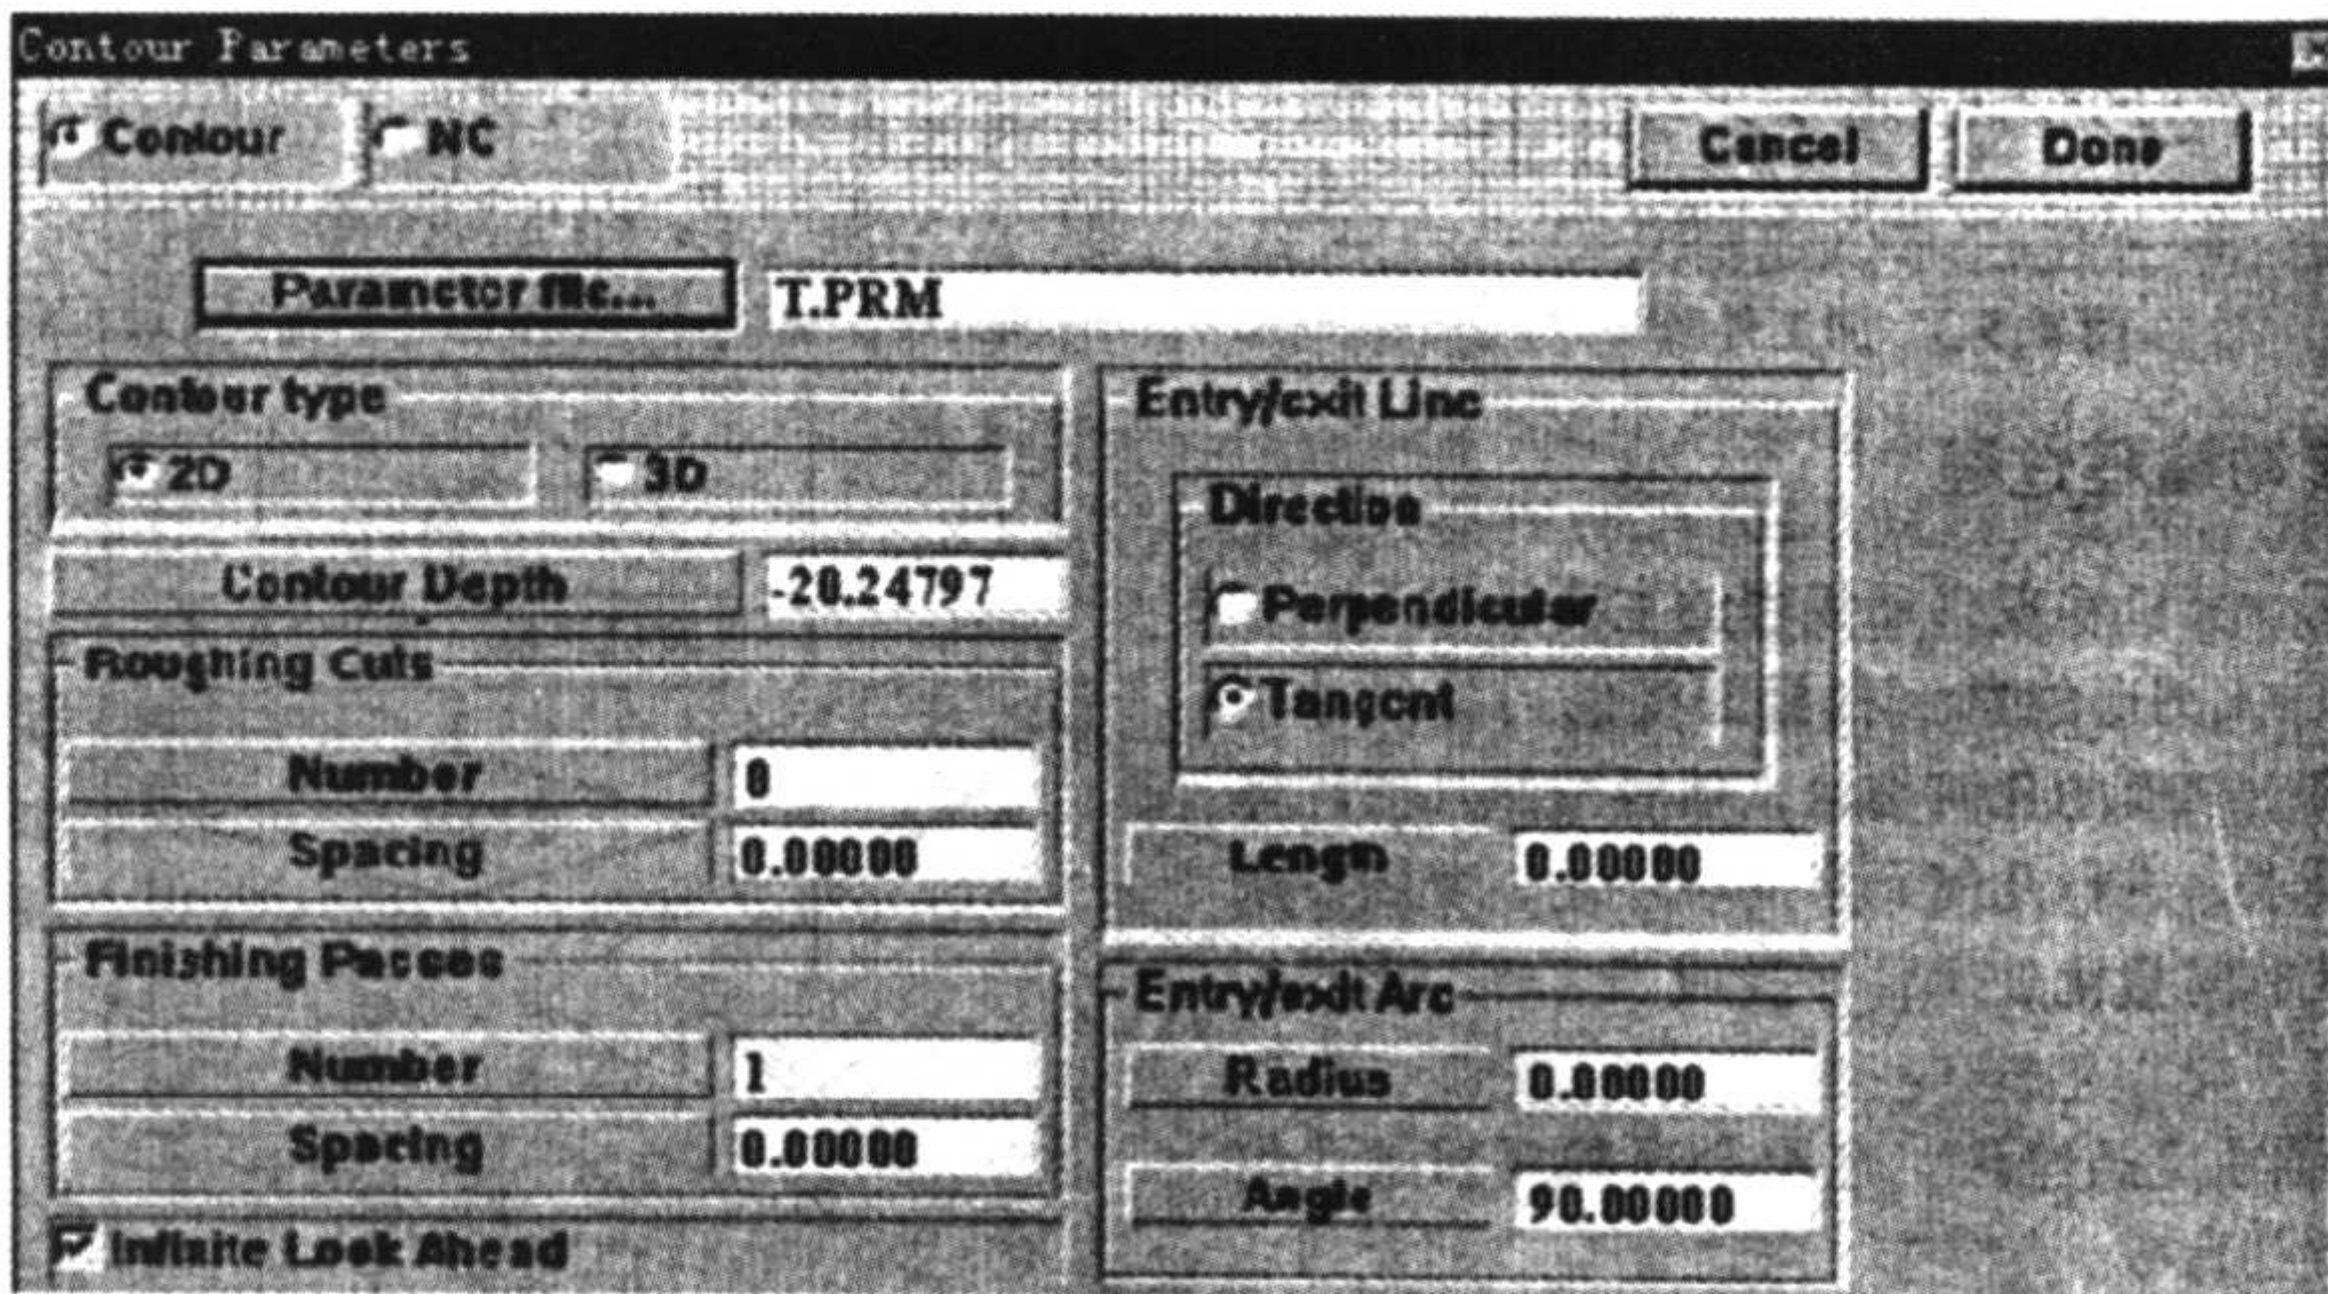 Contour Parameters
Contour NC Cancel Done
Parameter file... T.PRM
Contour type
2D 3D
Contour Depth -20.24797
Roughing Cuts
Number 0
Spacing 0.00000
Finishing Passes
Number 1
Spacing 0.00000
Infinite Look Ahead
Entry/exit Line
Direction
Perpendicular
Tangent
Length 0.00000
Entry/exit Arc
Radius 0.00000
Angle 90.00000